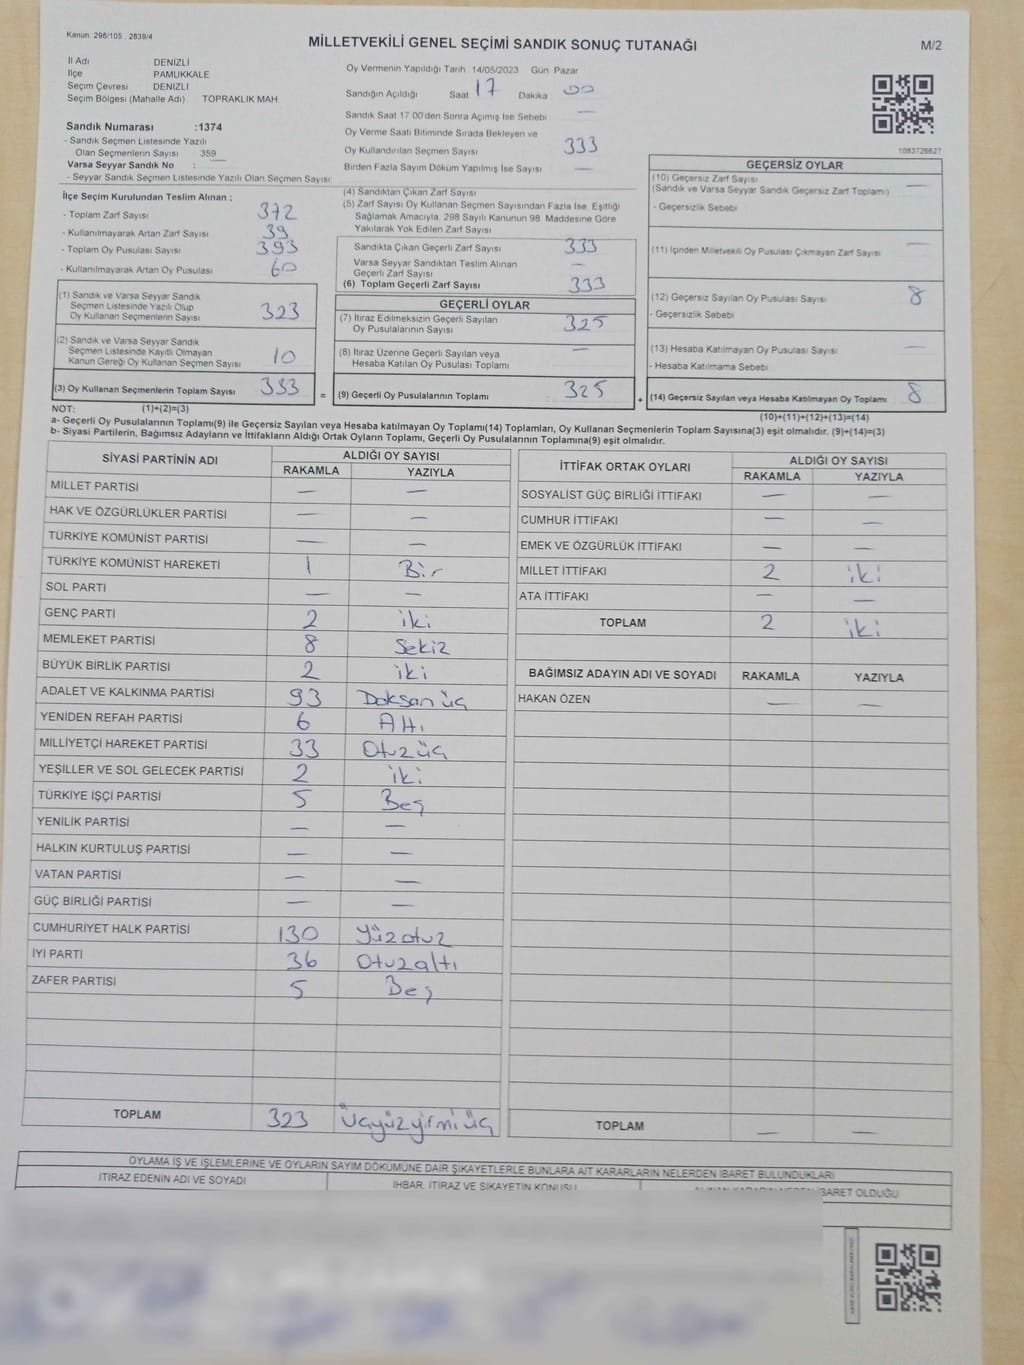 Kanun: 298/105 , 2839/4
MİLLETVEKİLİ GENEL SEÇİMİ SANDIK SONUÇ TUTANAĞI
M/2
İl Adı DENİZLİ
İlçe PAMUKKALE
Seçim Çevresi DENİZLİ
Seçim Bölgesi (Mahalle Adı) TOPRAKLIK MAH
Sandık Numarası :1374
- Sandık Seçmen Listesinde Yazılı
Olan Seçmenlerin Sayısı 359
Varsa Seyyar Sandık No : —
- Seyyar Sandık Seçmen Listesinde Yazılı Olan Seçmen Sayısı
Oy Vermenin Yapıldığı Tarih 14/05/2023 Gün Pazar
Sandığın Açıldığı Saat 17 Dakika 00
Sandık Saat 17 00'den Sonra Açımış İse Sebebi —
Oy Verme Saati Bitiminde Sırada Bekleyen ve
Oy Kullandırılan Seçmen Sayısı 333
Birden Fazla Sayım Döküm Yapılmış İse Sayısı —
1083726627
İlçe Seçim Kurulundan Teslim Alınan ;
- Toplam Zarf Sayısı 372
- Kullanılmayarak Artan Zarf Sayısı 39
- Toplam Oy Pusulası Sayısı 393
- Kullanılmayarak Artan Oy Pusulası 60
(1) Sandık ve Varsa Seyyar Sandık
Seçmen Listesinde Yazılı Olup
Oy Kullanan Seçmenlerin Sayısı 323
(2) Sandık ve Varsa Seyyar Sandık
Seçmen Listesinde Kayıtlı Olmayan
Kanun Gereği Oy Kullanan Seçmen Sayısı 10
(3) Oy Kullanan Seçmenlerin Toplam Sayısı 333 =
(4) Sandıktan Çıkan Zarf Sayısı
(5) Zarf Sayısı Oy Kullanan Seçmen Sayısından Fazla İse, Eşitliği
Sağlamak Amacıyla, 298 Sayılı Kanunun 98. Maddesine Göre
Yakılarak Yok Edilen Zarf Sayısı
Sandıkta Çıkan Geçerli Zarf Sayısı 333
Varsa Seyyar Sandıktan Teslim Alınan
Geçerli Zarf Sayısı —
(6) Toplam Geçerli Zarf Sayısı 333
GEÇERLİ OYLAR
(7) İtiraz Edilmeksizin Geçerli Sayılan
Oy Pusulalarının Sayısı 325
(8) İtiraz Üzerine Geçerli Sayılan veya
Hesaba Katılan Oy Pusulası Toplamı —
(9) Geçerli Oy Pusulalarının Toplamı 325 +
GEÇERSİZ OYLAR
(10) Geçersiz Zarf Sayısı —
(Sandık ve Varsa Seyyar Sandık Geçersiz Zarf Toplamı)
- Geçersizlik Sebebi
(11) İçinden Milletvekili Oy Pusulası Çıkmayan Zarf Sayısı —
(12) Geçersiz Sayılan Oy Pusulası Sayısı 8
- Geçersizlik Sebebi
(13) Hesaba Katılmayan Oy Pusulası Sayısı —
- Hesaba Katılmama Sebebi
(14) Geçersiz Sayılan veya Hesaba Katılmayan Oy Toplamı 8
NOT: (1)+(2)=(3) (10)+(11)+(12)+(13)=(14)
a- Geçerli Oy Pusulalarının Toplamı(9) ile Geçersiz Sayılan veya Hesaba katılmayan Oy Toplamı(14) Toplamları, Oy Kullanan Seçmenlerin Toplam Sayısına(3) eşit olmalıdır. (9)+(14)=(3)
b- Siyasi Partilerin, Bağımsız Adayların ve İttifakların Aldığı Ortak Oyların Toplamı, Geçerli Oy Pusulalarının Toplamına(9) eşit olmalıdır.
SİYASİ PARTİNİN ADI ALDIĞI OY SAYISI
RAKAMLA YAZIYLA
MİLLET PARTİSİ — —
HAK VE ÖZGÜRLÜKLER PARTİSİ — —
TÜRKİYE KOMÜNİST PARTİSİ — —
TÜRKİYE KOMÜNİST HAREKETİ 1 Bir
SOL PARTİ — —
GENÇ PARTİ 2 iki
MEMLEKET PARTİSİ 8 Sekiz
BÜYÜK BİRLİK PARTİSİ 2 iki
ADALET VE KALKINMA PARTİSİ 93 Doksanüç
YENİDEN REFAH PARTİSİ 6 Altı
MİLLİYETÇİ HAREKET PARTİSİ 33 Otuzüç
YEŞİLLER VE SOL GELECEK PARTİSİ 2 iki
TÜRKİYE İŞÇİ PARTİSİ 5 Beş
YENİLİK PARTİSİ — —
HALKIN KURTULUŞ PARTİSİ — —
VATAN PARTİSİ — —
GÜÇ BİRLİĞİ PARTİSİ — —
CUMHURİYET HALK PARTİSİ 130 Yüzotuz
İYİ PARTİ 36 Otuzaltı
ZAFER PARTİSİ 5 Beş
TOPLAM 323 Üçyüzyirmiüç
İTTİFAK ORTAK OYLARI ALDIĞI OY SAYISI
RAKAMLA YAZIYLA
SOSYALİST GÜÇ BİRLİĞİ İTTİFAKI — —
CUMHUR İTTİFAKI — —
EMEK VE ÖZGÜRLÜK İTTİFAKI — —
MİLLET İTTİFAKI 2 iki
ATA İTTİFAKI — —
TOPLAM 2 iki
BAĞIMSIZ ADAYIN ADI VE SOYADI RAKAMLA YAZIYLA
HAKAN ÖZEN — —
TOPLAM — —
OYLAMA İŞ VE İŞLEMLERİNE VE OYLARIN SAYIM DÖKÜMÜNE DAİR ŞİKAYETLERLE BUNLARA AİT KARARLARIN NELERDEN İBARET BULUNDUKLARI
İTİRAZ EDENİN ADI VE SOYADI İHBAR, İTİRAZ VE ŞİKAYETİN KONUSU İBARET OLDUĞU